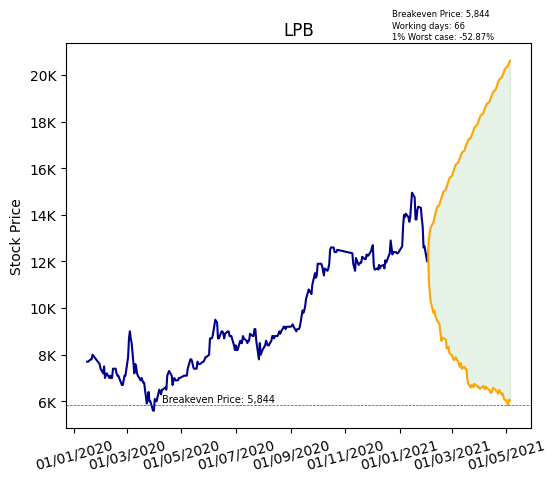 Breakeven Price: 5,844
Working days: 66
1% Worst case: -52.87%
LPB
Stock Price
20K
18K
16K
14K
12K
10K
8K
6K
Breakeven Price: 5,844
01/01/2020
01/03/2020
01/05/2020
01/07/2020
01/09/2020
01/11/2020
01/01/2021
01/03/2021
01/05/2021